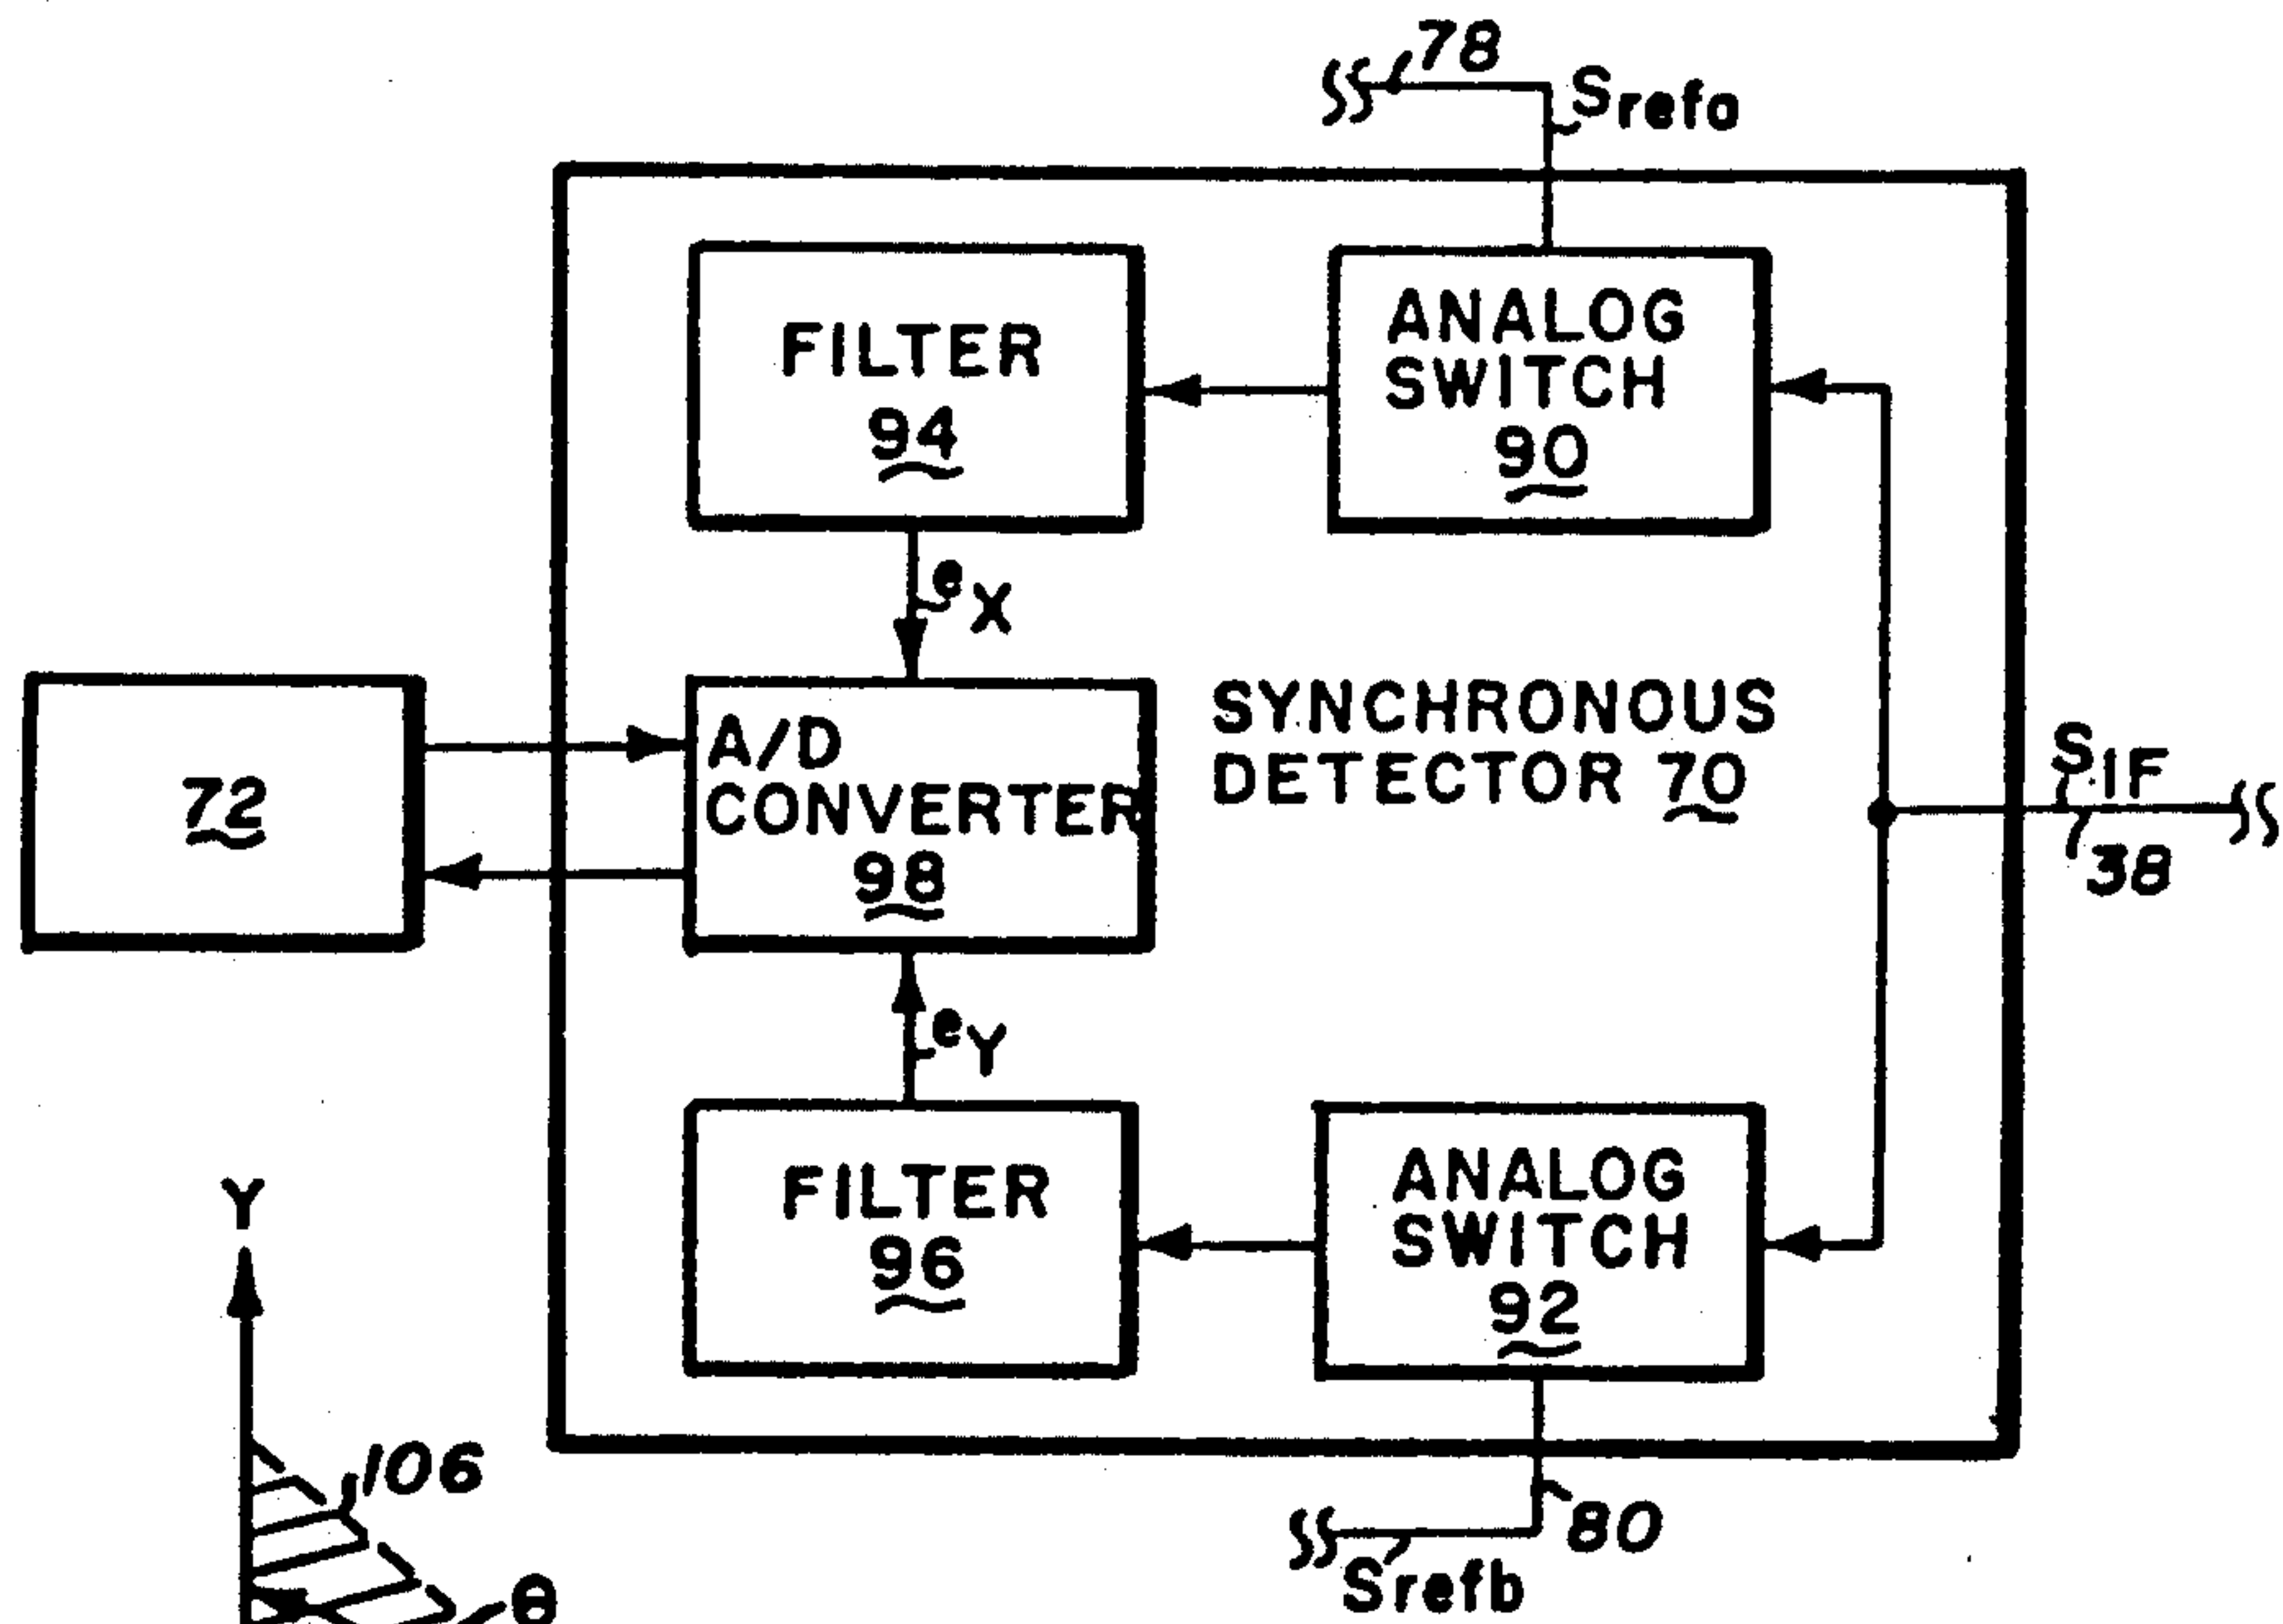 78
Srefa
FILTER
94
ANALOG
SWITCH
90
eX
72
A/D
CONVERTER
98
SYNCHRONOUS
DETECTOR 70
SIF
38
eY
FILTER
96
ANALOG
SWITCH
92
Y
106
θ
80
Srefb